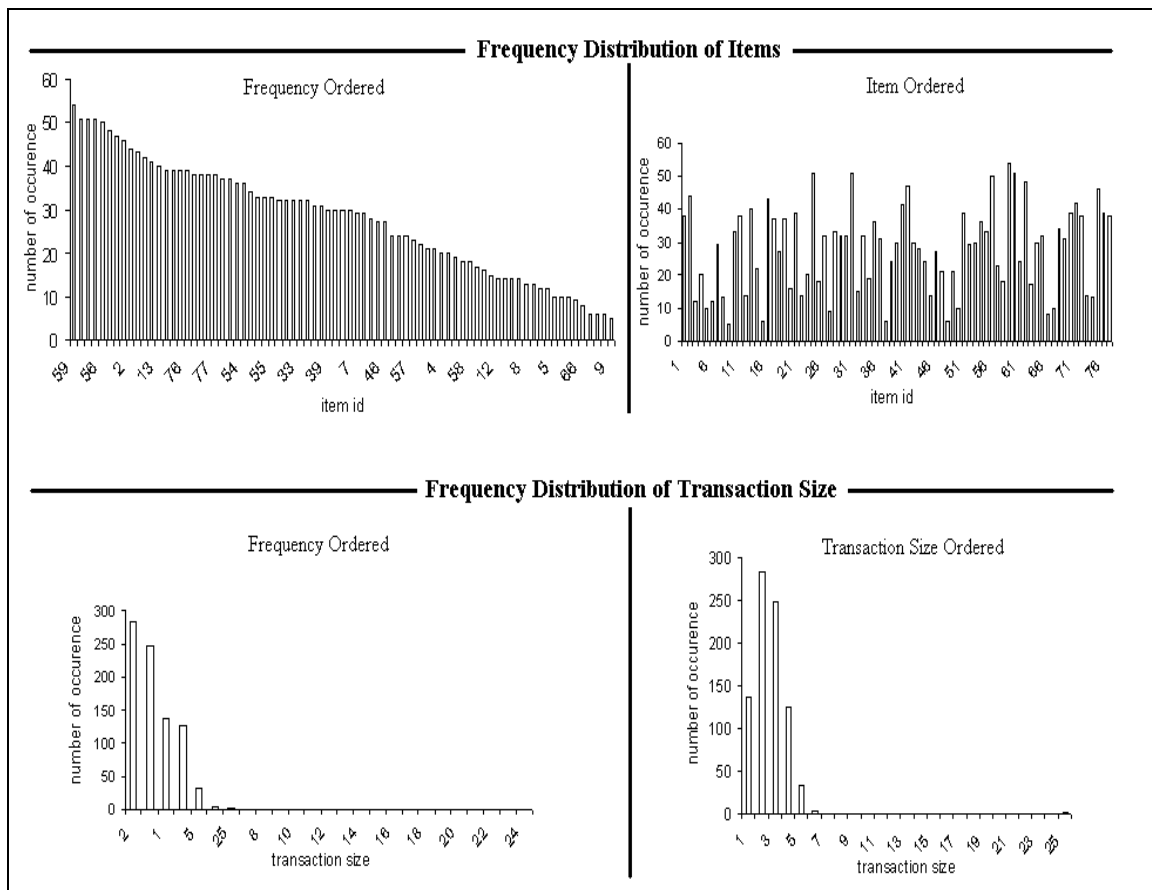 Frequency Distribution of Items
Frequency Ordered
number of occurence
60
50
40
30
20
10
0
59 56 2 13 76 77 54 55 33 39 7 46 57 4 58 12 8 5 66 9
item id
Item Ordered
number of occurence
60
50
40
30
20
10
0
1 6 11 16 21 26 31 36 41 46 51 56 61 66 71 76
item id
Frequency Distribution of Transaction Size
Frequency Ordered
number of occurence
300
250
200
150
100
50
0
2 1 5 25 8 10 12 14 16 18 20 22 24
transaction size
Transaction Size Ordered
number of occurence
300
250
200
150
100
50
0
1 3 5 7 9 11 13 15 17 19 21 23 25
transaction size